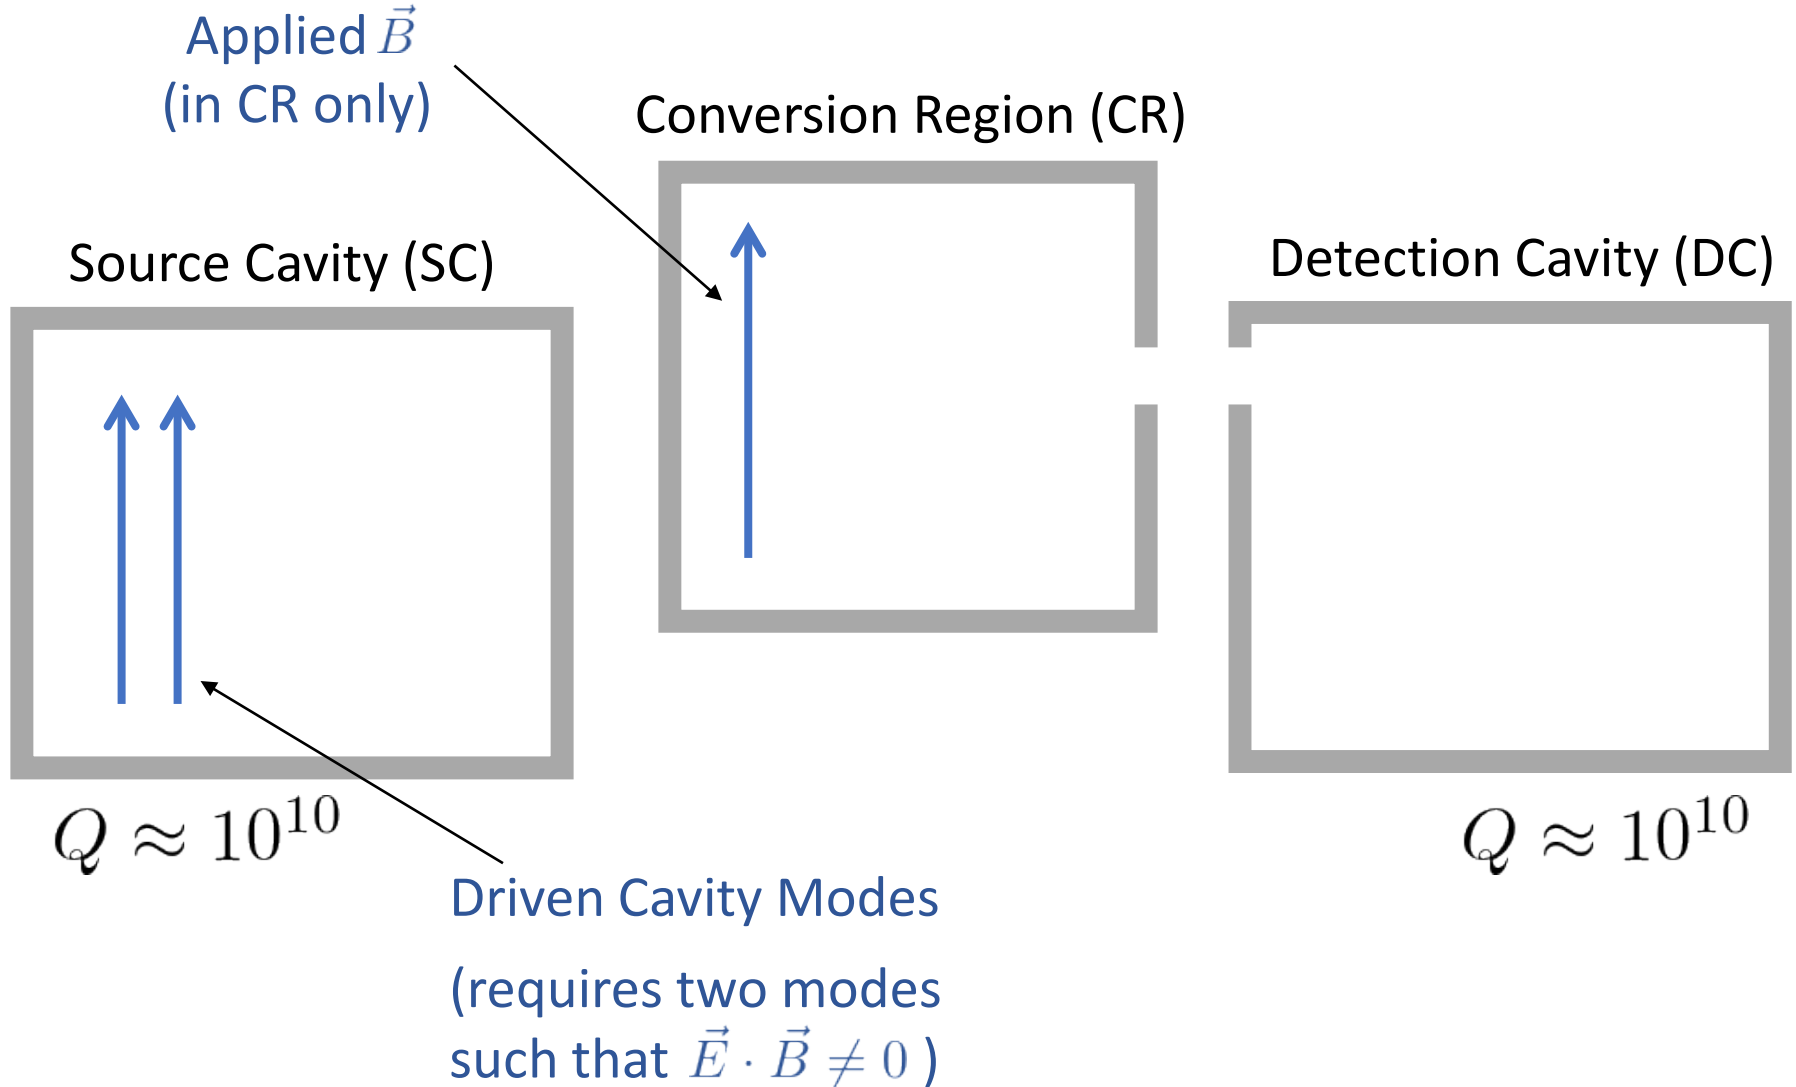 Applied $\vec{B}$
(in CR only)
Conversion Region (CR)
Source Cavity (SC)
Detection Cavity (DC)
$Q \approx 10^{10}$
$Q \approx 10^{10}$
Driven Cavity Modes
(requires two modes
such that $\vec{E} \cdot \vec{B} \neq 0$ )